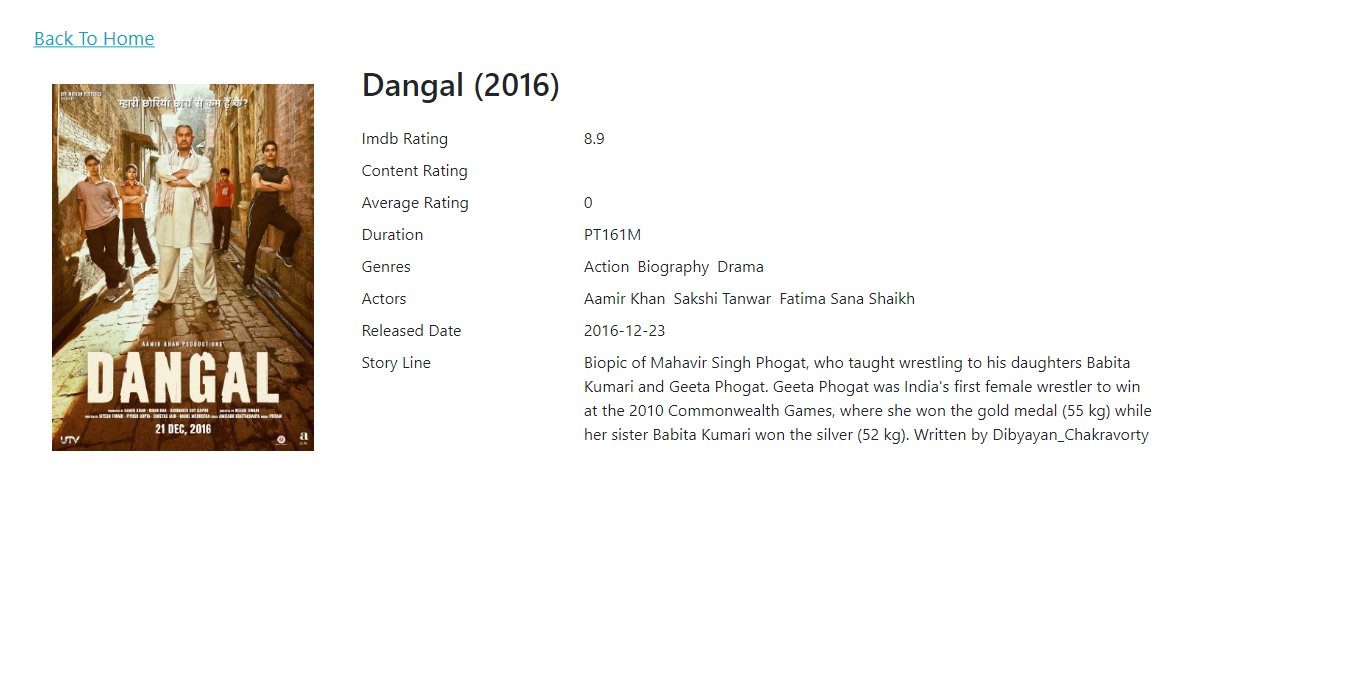 Back To Home
Dangal (2016)
म्हारी छोरियाँ छोरों से कम हैं के?
AAMIR KHAN PRODUCTIONS'
DANGAL
21 DEC, 2016
UTV
Imdb Rating 8.9
Content Rating
Average Rating 0
Duration PT161M
Genres Action Biography Drama
Actors Aamir Khan Sakshi Tanwar Fatima Sana Shaikh
Released Date 2016-12-23
Story Line Biopic of Mahavir Singh Phogat, who taught wrestling to his daughters Babita
Kumari and Geeta Phogat. Geeta Phogat was India's first female wrestler to win
at the 2010 Commonwealth Games, where she won the gold medal (55 kg) while
her sister Babita Kumari won the silver (52 kg). Written by Dibyayan_Chakravorty